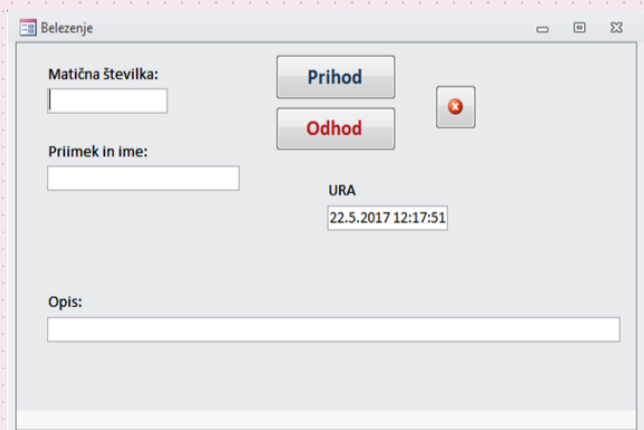 Belezenje
Matična številka:
Prihod
Odhod
Priimek in ime:
URA
22.5.2017 12:17:51
Opis: